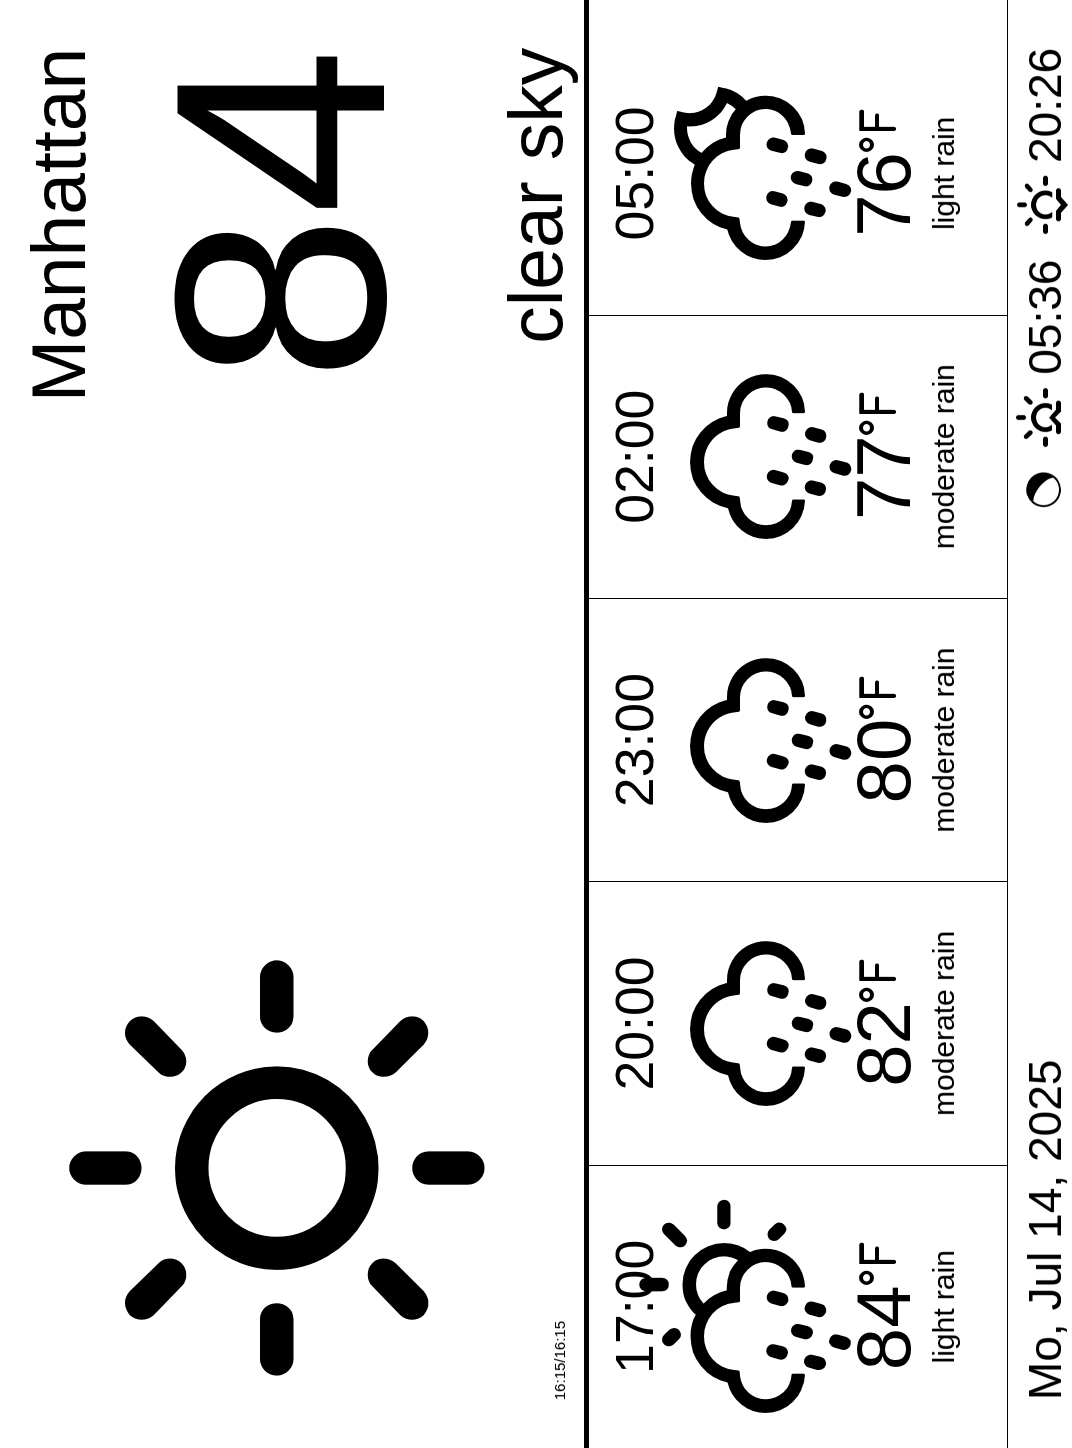 Manhattan
84
clear sky
16:15/16:15
17:00 20:00 23:00 02:00 05:00
84°F 82°F 80°F 77°F 76°F
light rain moderate rain moderate rain moderate rain light rain
Mo, Jul 14, 2025 05:36 20:26